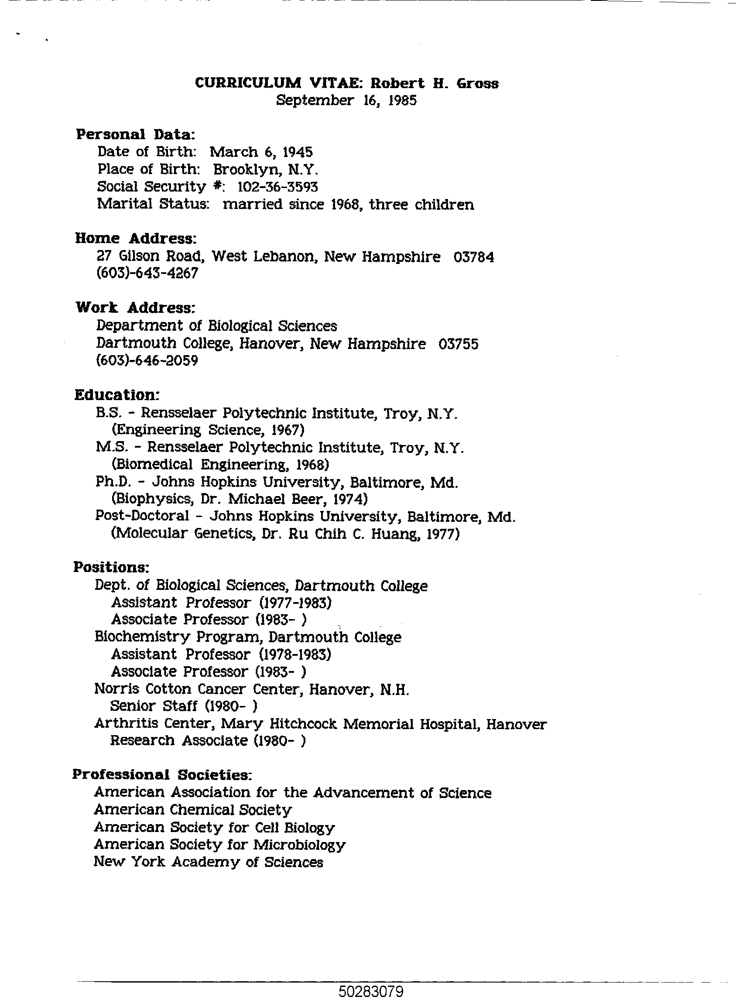 CURRICULUM VITAE: Robert H. Gross
September 16, 1985
Personal Data:
Date of Birth: March 6, 1945
Place of Birth: Brooklyn, N.Y.
Social Security #: 102-36-3593
Marital Status: married since 1968, three children
Home Address:
27 Gilson Road, West Lebanon, New Hampshire 03784
(603)-643-4267
Work Address:
Department of Biological Sciences
Dartmouth College, Hanover, New Hampshire 03755
(603)-646-2059
Education:
B.S. - Rensselaer Polytechnic Institute, Troy, N.Y.
(Engineering Science, 1967)
M.S. - Rensselaer Polytechnic Institute, Troy, N.Y.
(Biomedical Engineering, 1968)
Ph.D. - Johns Hopkins University, Baltimore, Md.
(Biophysics, Dr. Michael Beer, 1974)
Post-Doctoral - Johns Hopkins University, Baltimore, Md.
(Molecular Genetics, Dr. Ru Chih C. Huang, 1977)
Positions:
Dept. of Biological Sciences, Dartmouth College
Assistant Professor (1977-1983)
Associate Professor (1983- )
Biochemistry Program, Dartmouth College
Assistant Professor (1978-1983)
Associate Professor (1983- )
Norris Cotton Cancer Center, Hanover, N.H.
Senior Staff (1980- )
Arthritis Center, Mary Hitchcock Memorial Hospital, Hanover
Research Associate (1980- )
Professional Societies:
American Association for the Advancement of Science
American Chemical Society
American Society for Cell Biology
American Society for Microbiology
New York Academy of Sciences
50283079